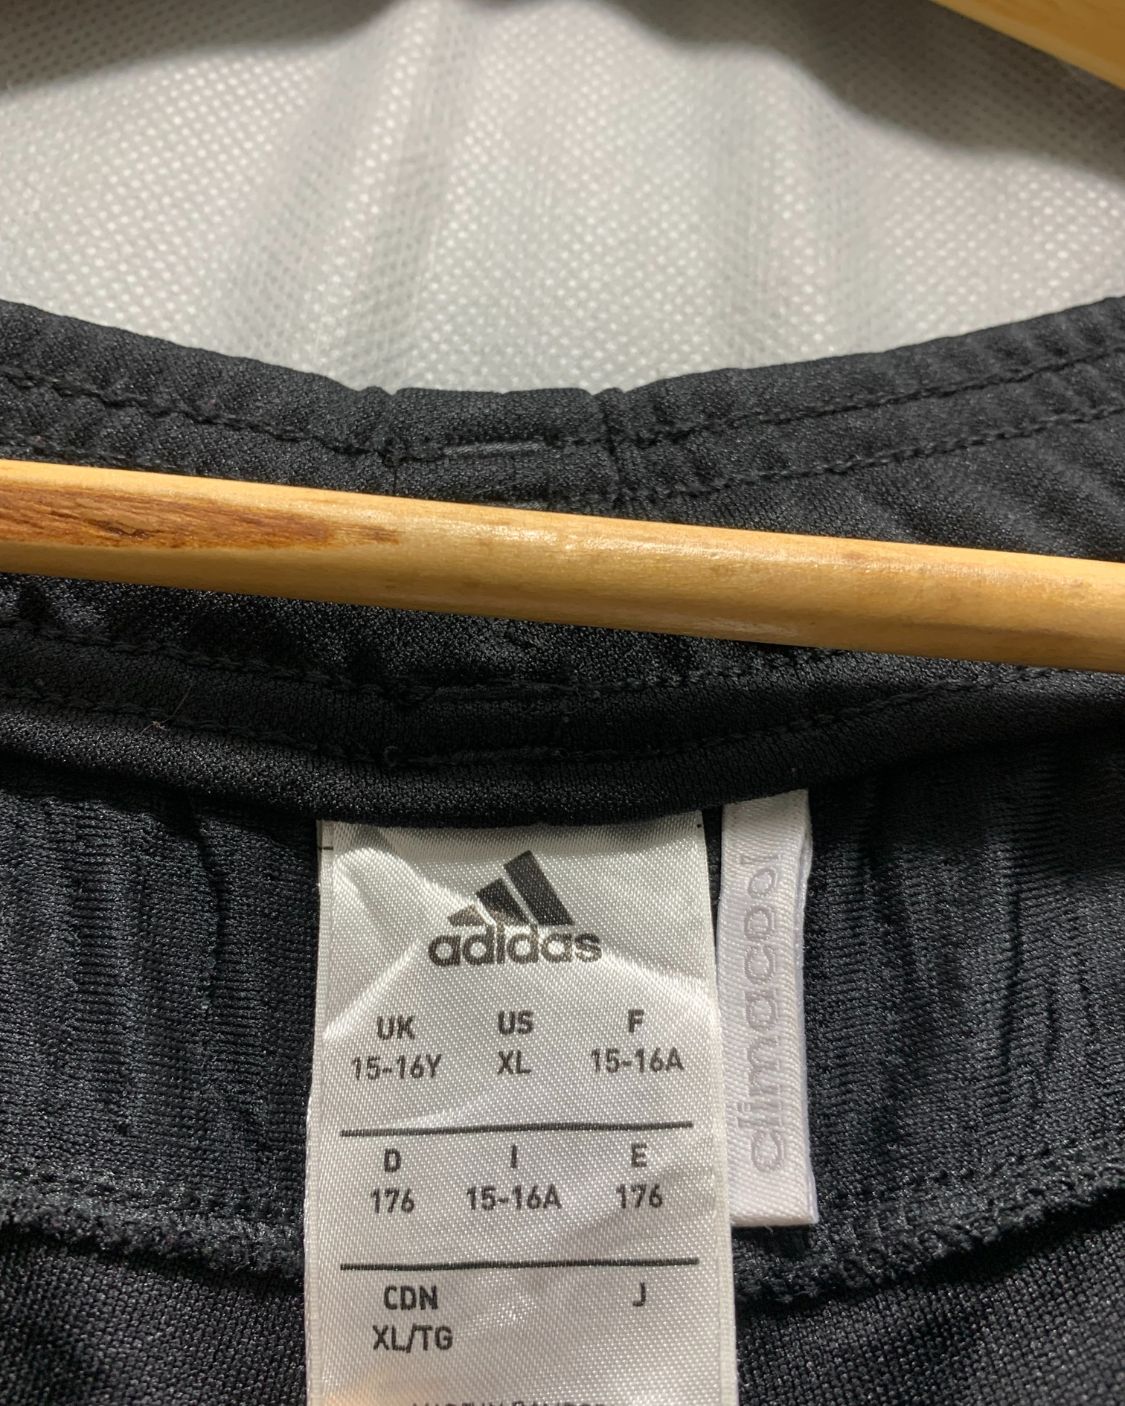 adidas
UK US F
15-16Y XL 15-16A
D I E
176 15-16A 176
CDN J
XL/TG
climacool